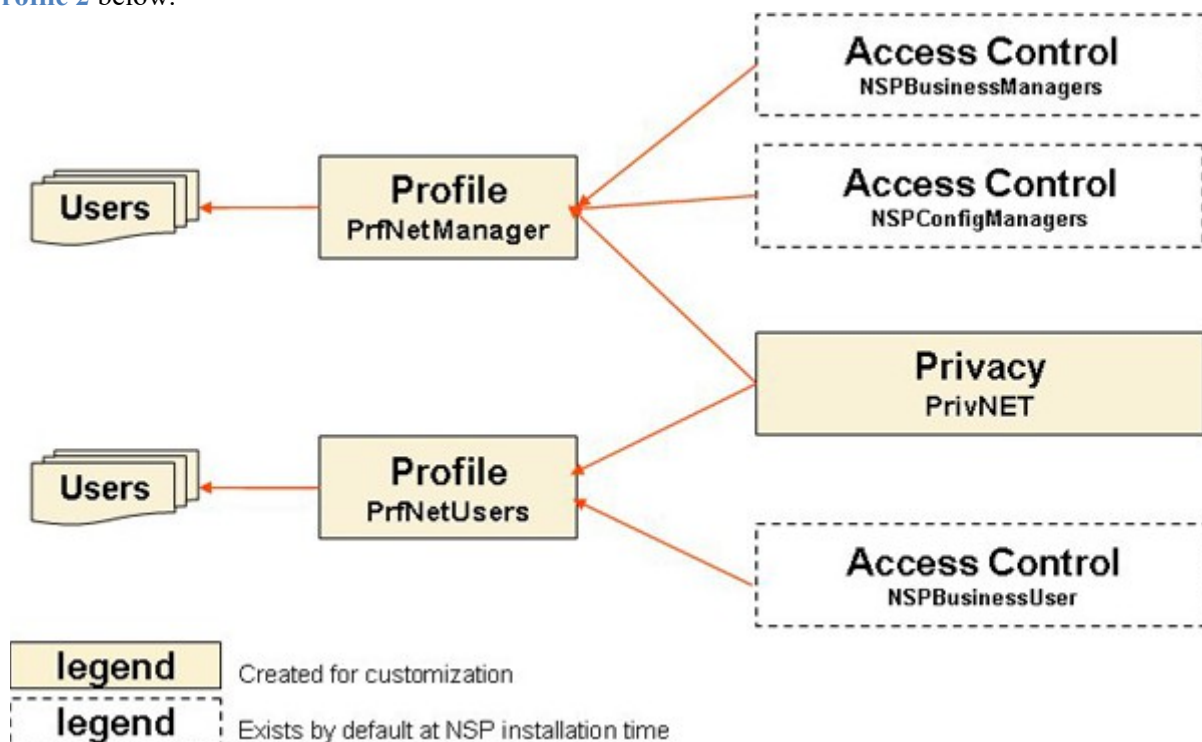 rofile 2 below.
Access Control
NSPBusinessManagers
Users
Profile
PrfNetManager
Access Control
NSPConfigManagers
Privacy
PrivNET
Users
Profile
PrfNetUsers
Access Control
NSPBusinessUser
legend
Created for customization
legend
Exists by default at NSP installation time